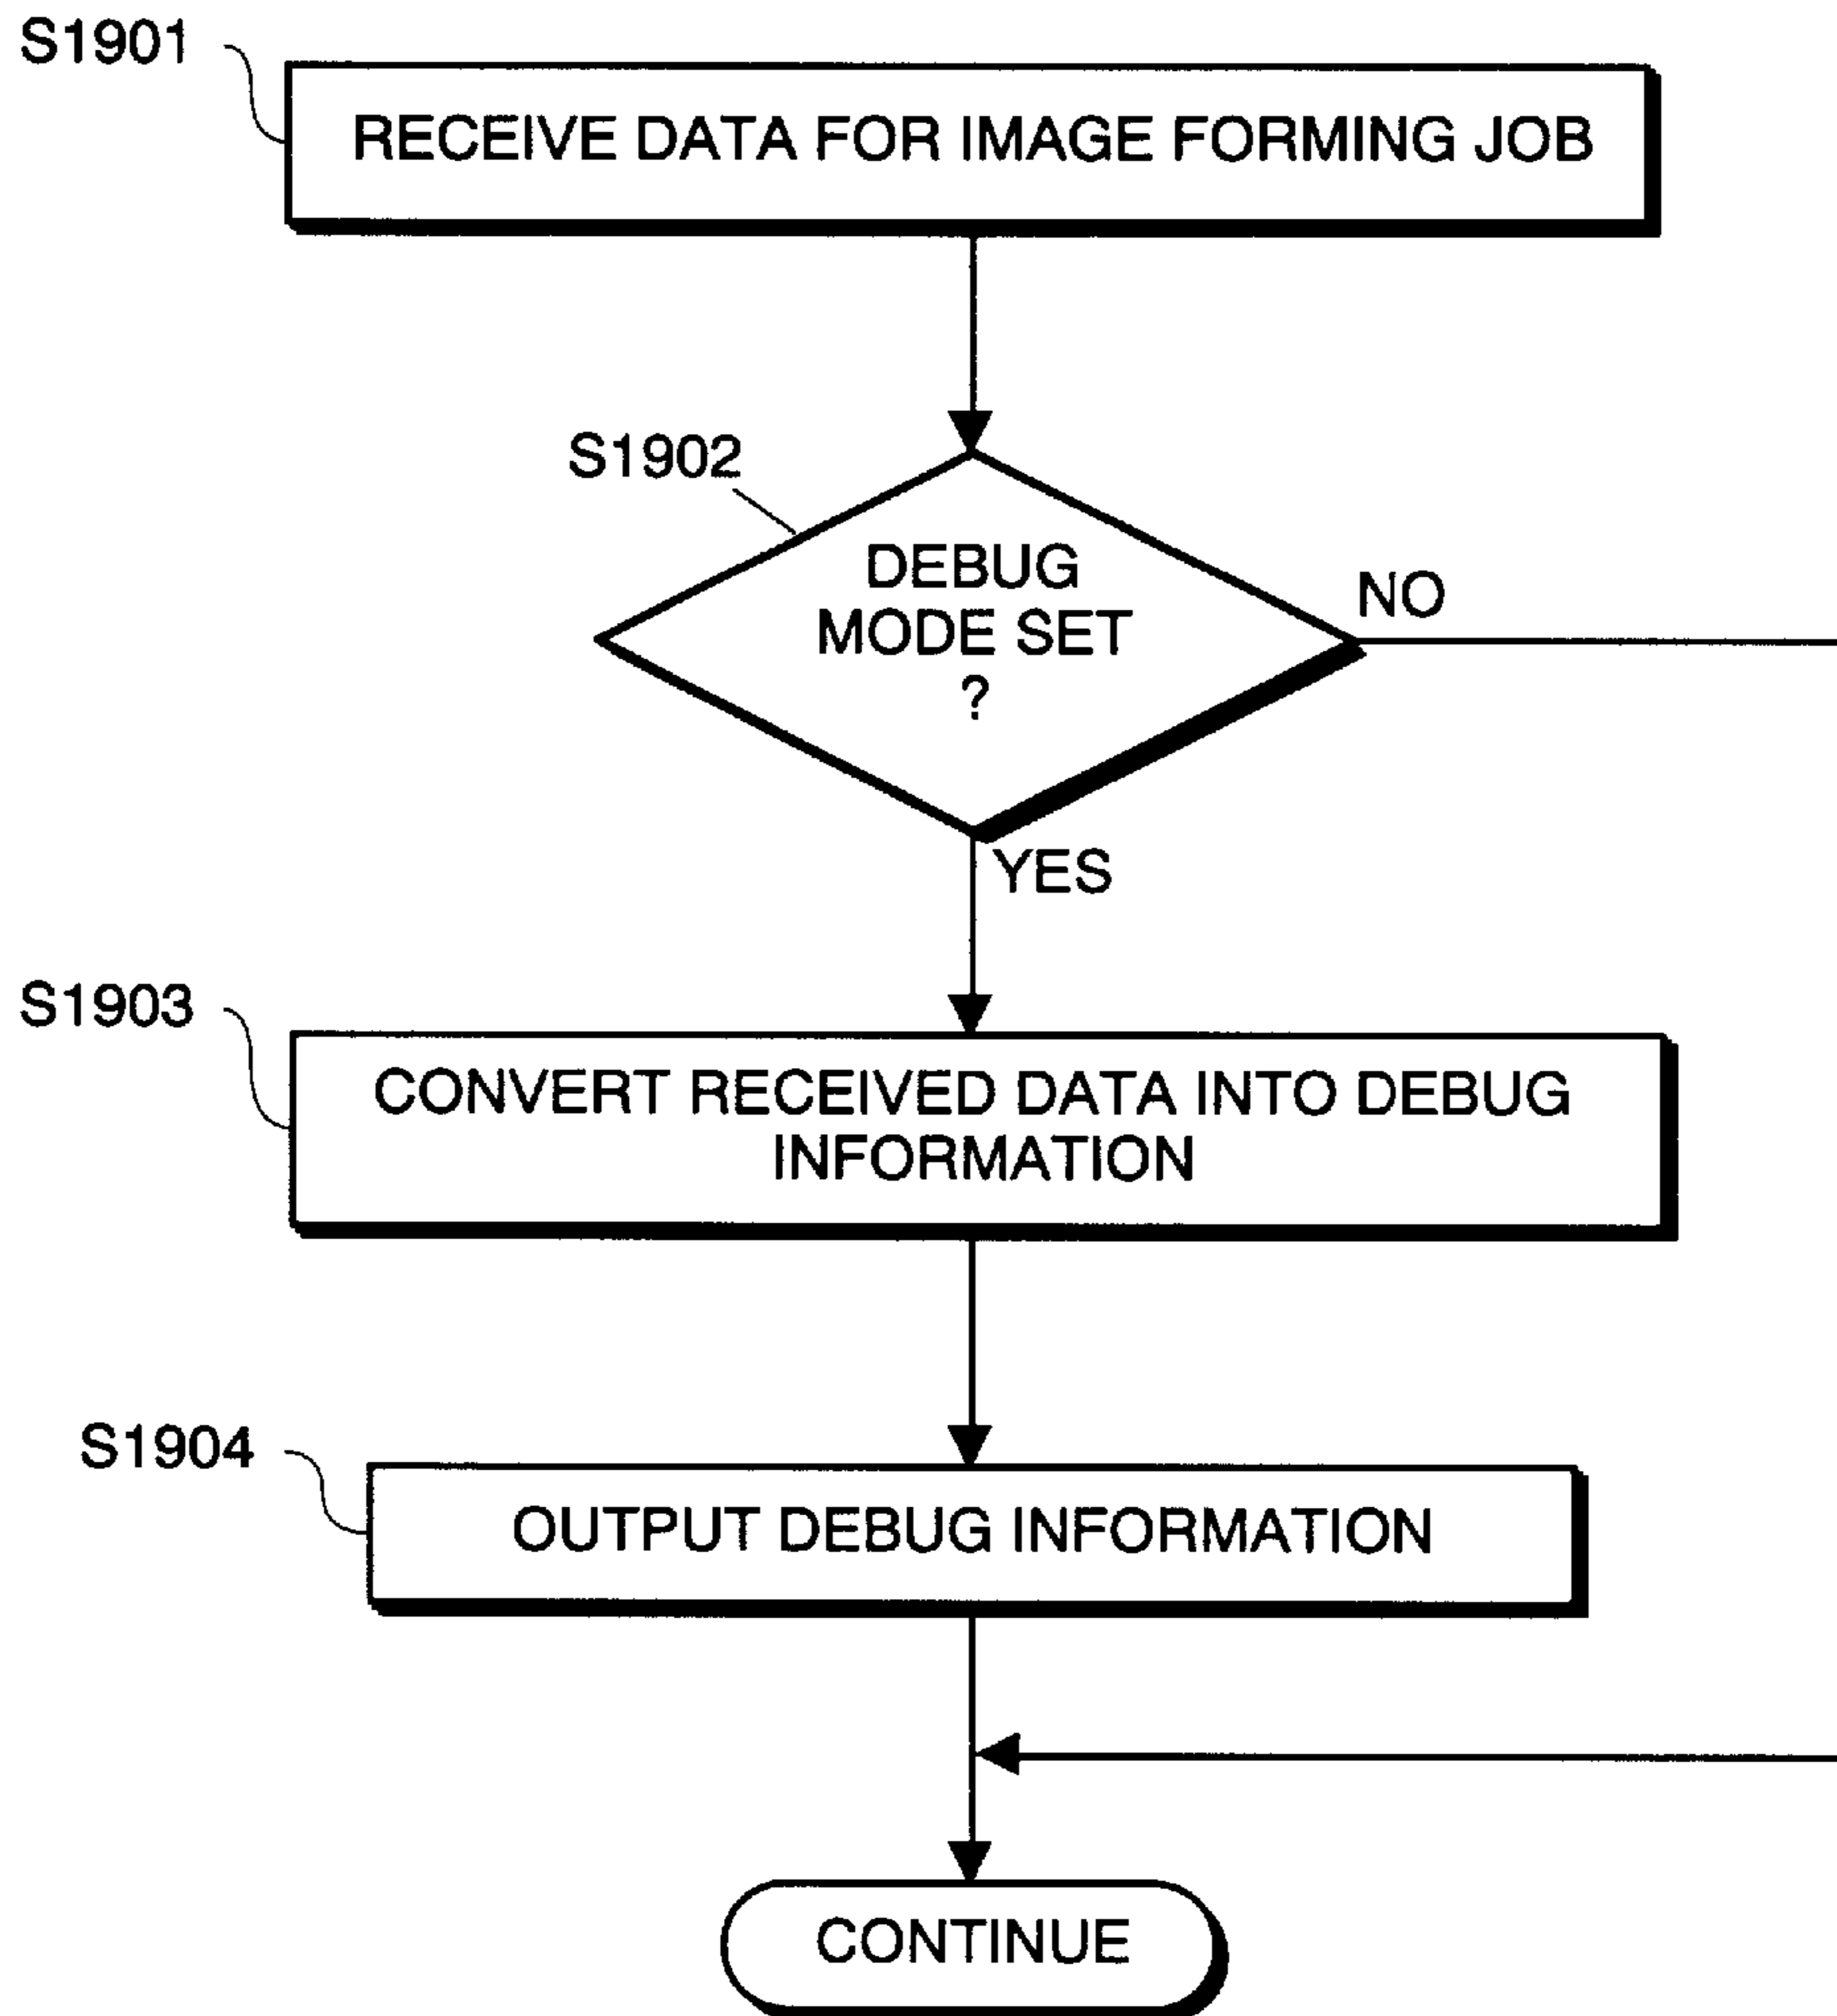 S1901
RECEIVE DATA FOR IMAGE FORMING JOB
S1902
DEBUG
MODE SET
?
NO
YES
S1903
CONVERT RECEIVED DATA INTO DEBUG
INFORMATION
S1904
OUTPUT DEBUG INFORMATION
CONTINUE